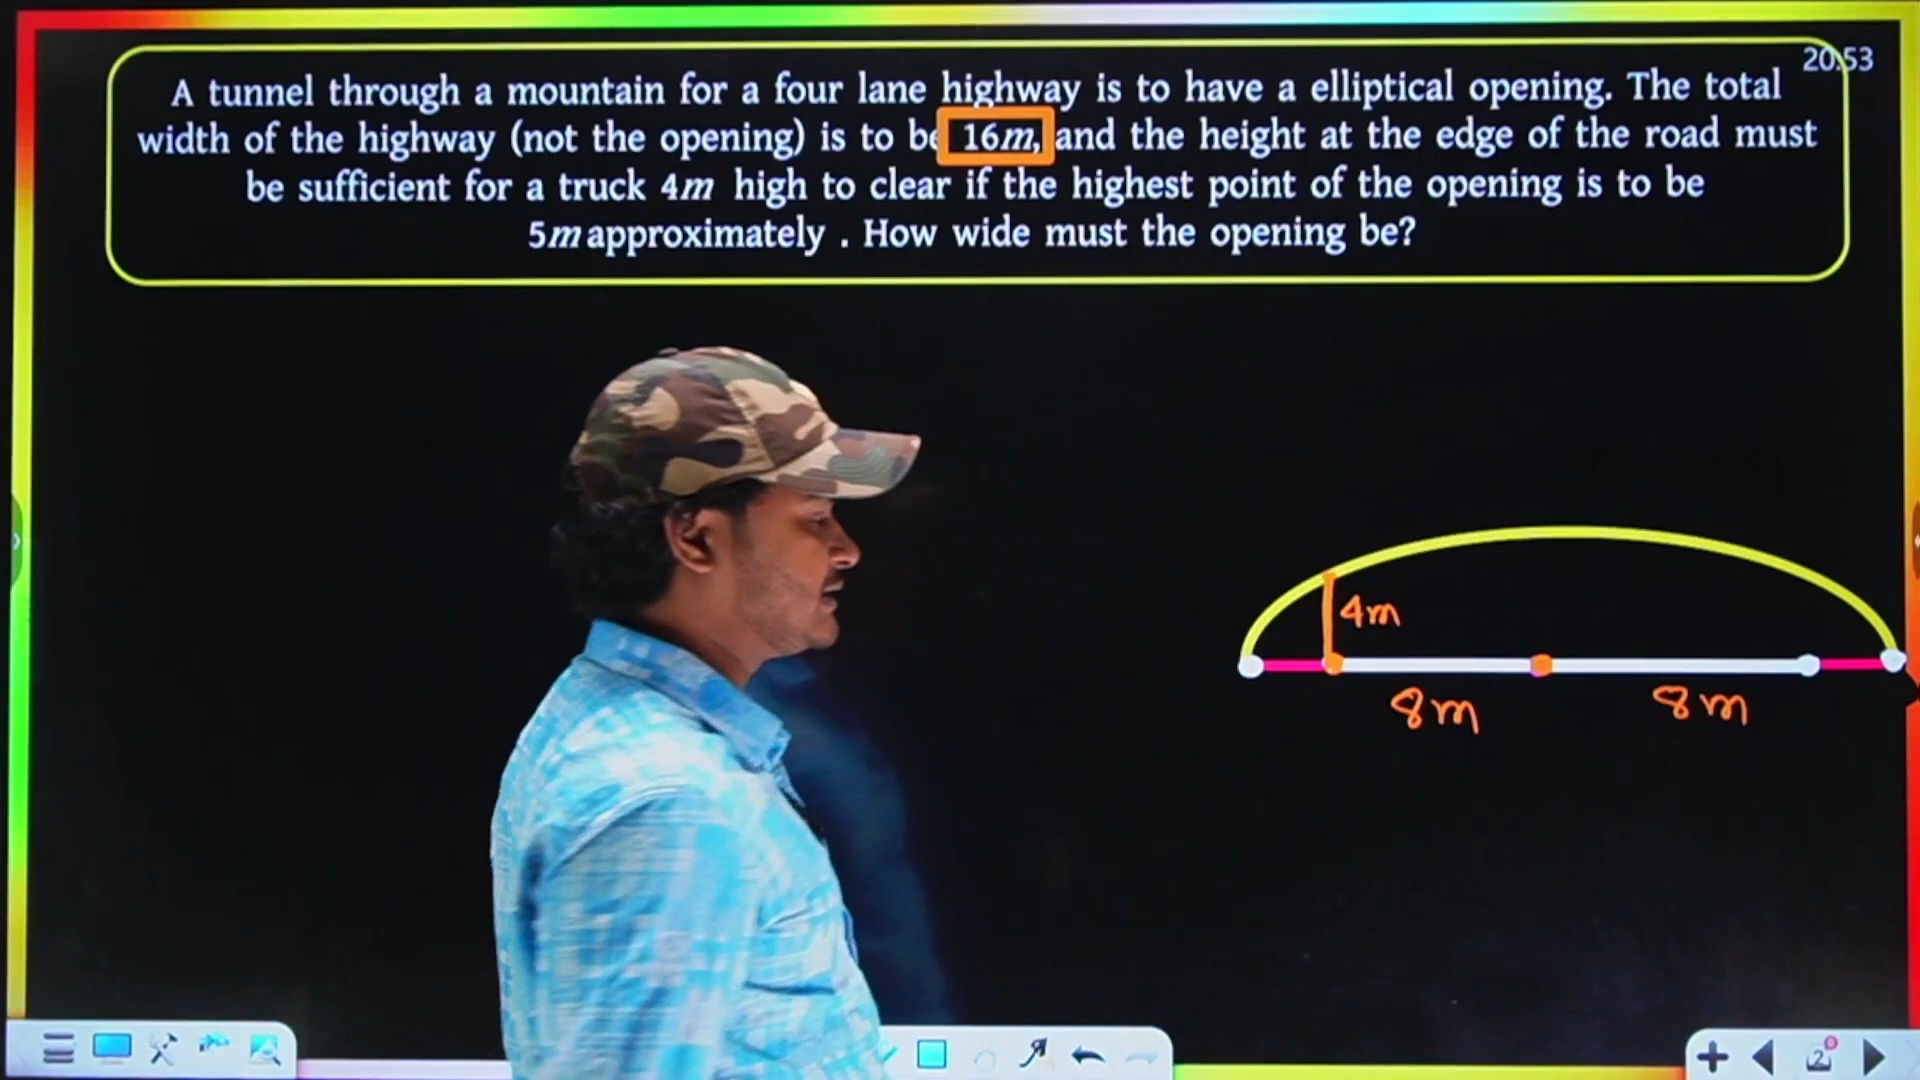 20:53
A tunnel through a mountain for a four lane highway is to have a elliptical opening. The total
width of the highway (not the opening) is to be 16m, and the height at the edge of the road must
be sufficient for a truck 4m high to clear if the highest point of the opening is to be
5m approximately . How wide must the opening be?
4m
8m
8m
2